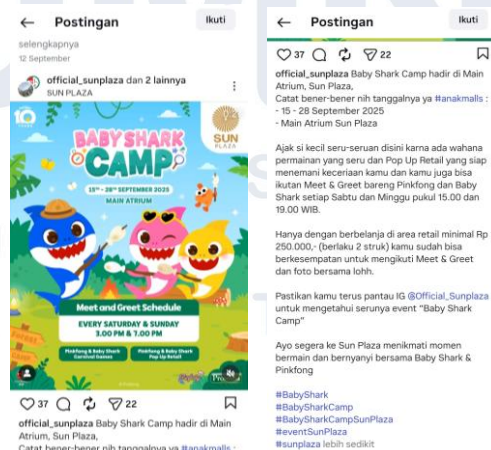 ← Postingan Ikuti
selengkapnya
12 September
official_sunplaza dan 2 lainnya
SUN PLAZA
SUN
PLAZA
BABY SHARK
CAMP
15TH - 28TH SEPTEMBER 2025
MAIN ATRIUM
Meet and Greet Schedule
EVERY SATURDAY & SUNDAY
3.00 PM & 7.00 PM
Pinkfong & Baby Shark
Carnival Games
Pinkfong & Baby Shark
Pop Up Retail
37 22
official_sunplaza Baby Shark Camp hadir di Main
Atrium, Sun Plaza,
Catat bener-bener nih tanggalnya ya #anakmalls :
← Postingan Ikuti
37 22
official_sunplaza Baby Shark Camp hadir di Main
Atrium, Sun Plaza,
Catat bener-bener nih tanggalnya ya #anakmalls :
- 15 - 28 September 2025
- Main Atrium Sun Plaza
Ajak si kecil seru-seruan disini karna ada wahana
permainan yang seru dan Pop Up Retail yang siap
menemani keceriaan kamu dan kamu juga bisa
ikutan Meet & Greet bareng Pinkfong dan Baby
Shark setiap Sabtu dan Minggu pukul 15.00 dan
19.00 WIB.
Hanya dengan berbelanja di area retail minimal Rp
250.000,- (berlaku 2 struk) kamu sudah bisa
berkesempatan untuk mengikuti Meet & Greet
dan foto bersama lohh.
Pastikan kamu terus pantau IG @Official_Sunplaza
untuk mengetahui serunya event "Baby Shark
Camp"
Ayo segera ke Sun Plaza menikmati momen
bermain dan bernyanyi bersama Baby Shark &
Pinkfong
#BabyShark
#BabySharkCamp
#BabySharkCampSunPlaza
#eventSunPlaza
#sunplaza lebih sedikit